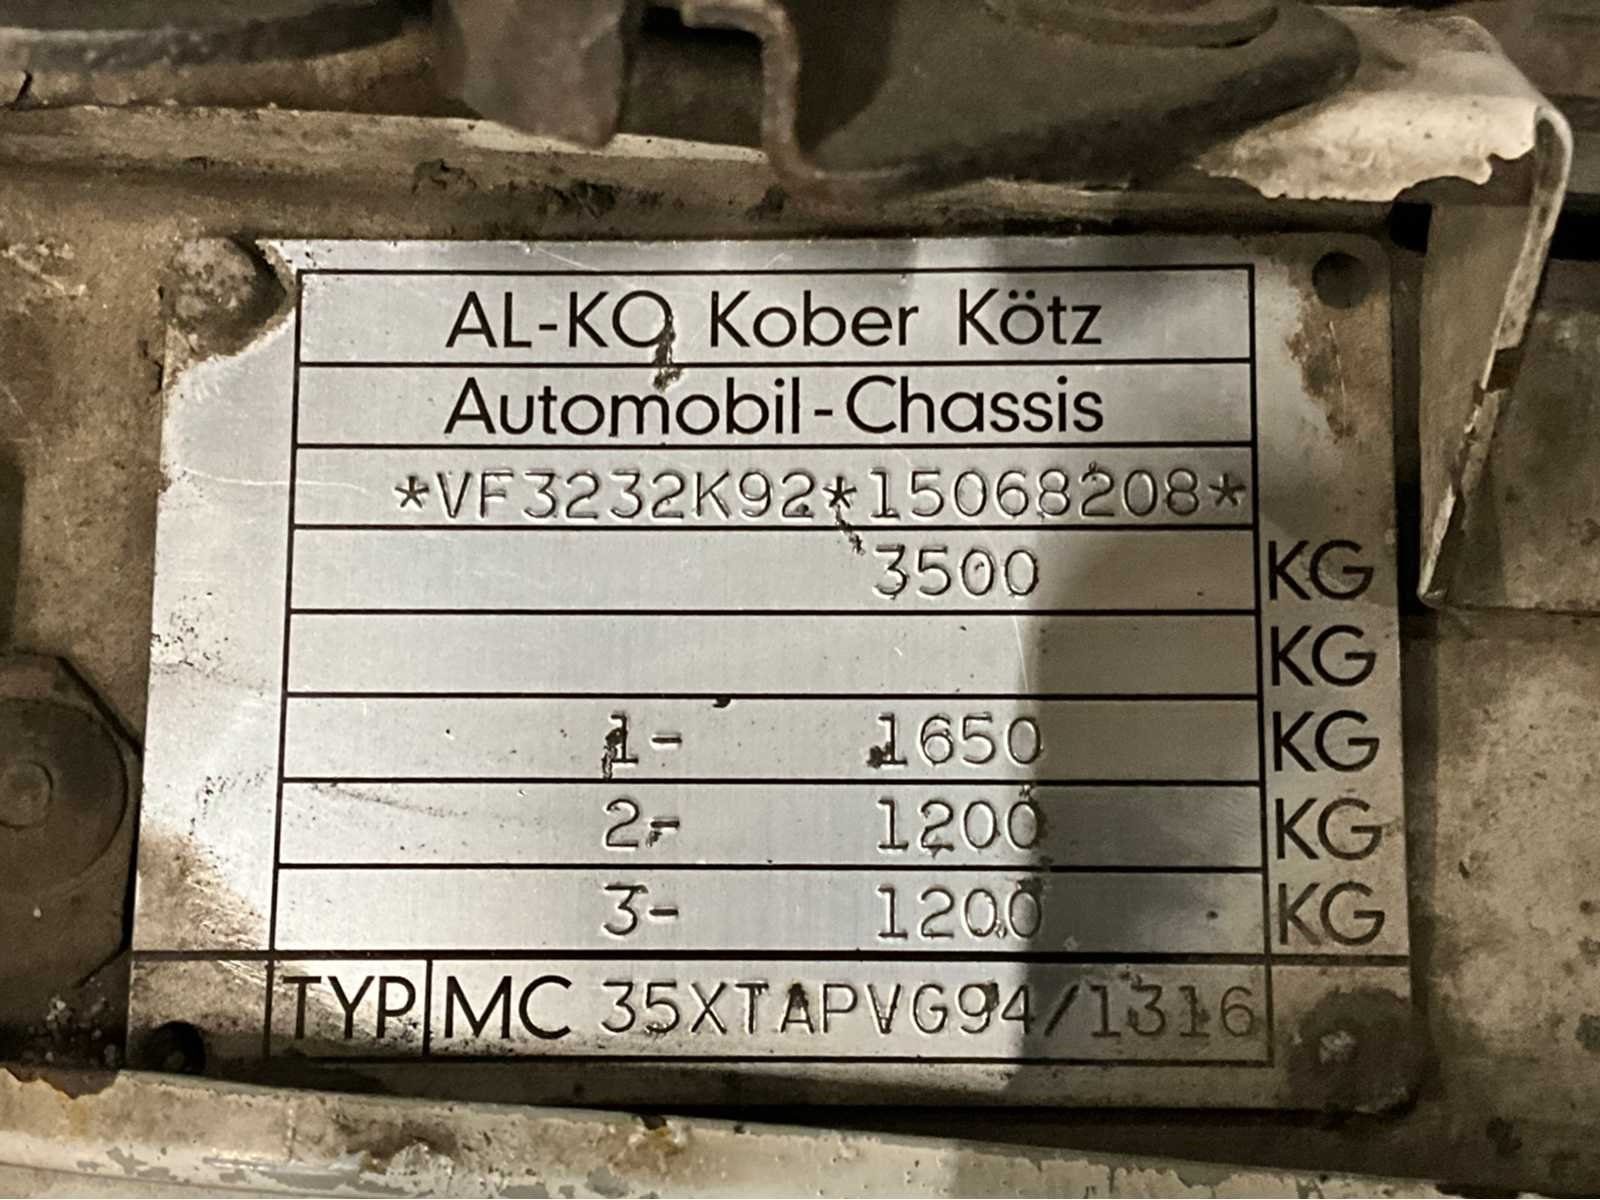 AL-KO Kober Kötz
Automobil-Chassis
*VF3232K92*15068208*
3500 KG
KG
1- 1650 KG
2- 1200 KG
3- 1200 KG
TYP MC 35XTAPVG94/1316